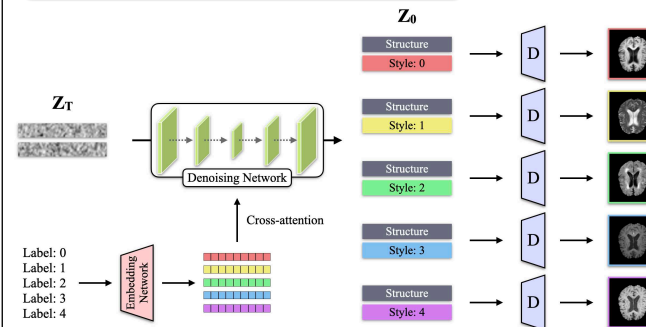 Z0
Structure
Style: 0
D
ZT
Structure
Style: 1
D
Denoising Network
Structure
Style: 2
D
Cross-attention
Structure
Style: 3
D
Label: 0
Label: 1
Label: 2
Label: 3
Label: 4
Embedding
Network
Structure
Style: 4
D